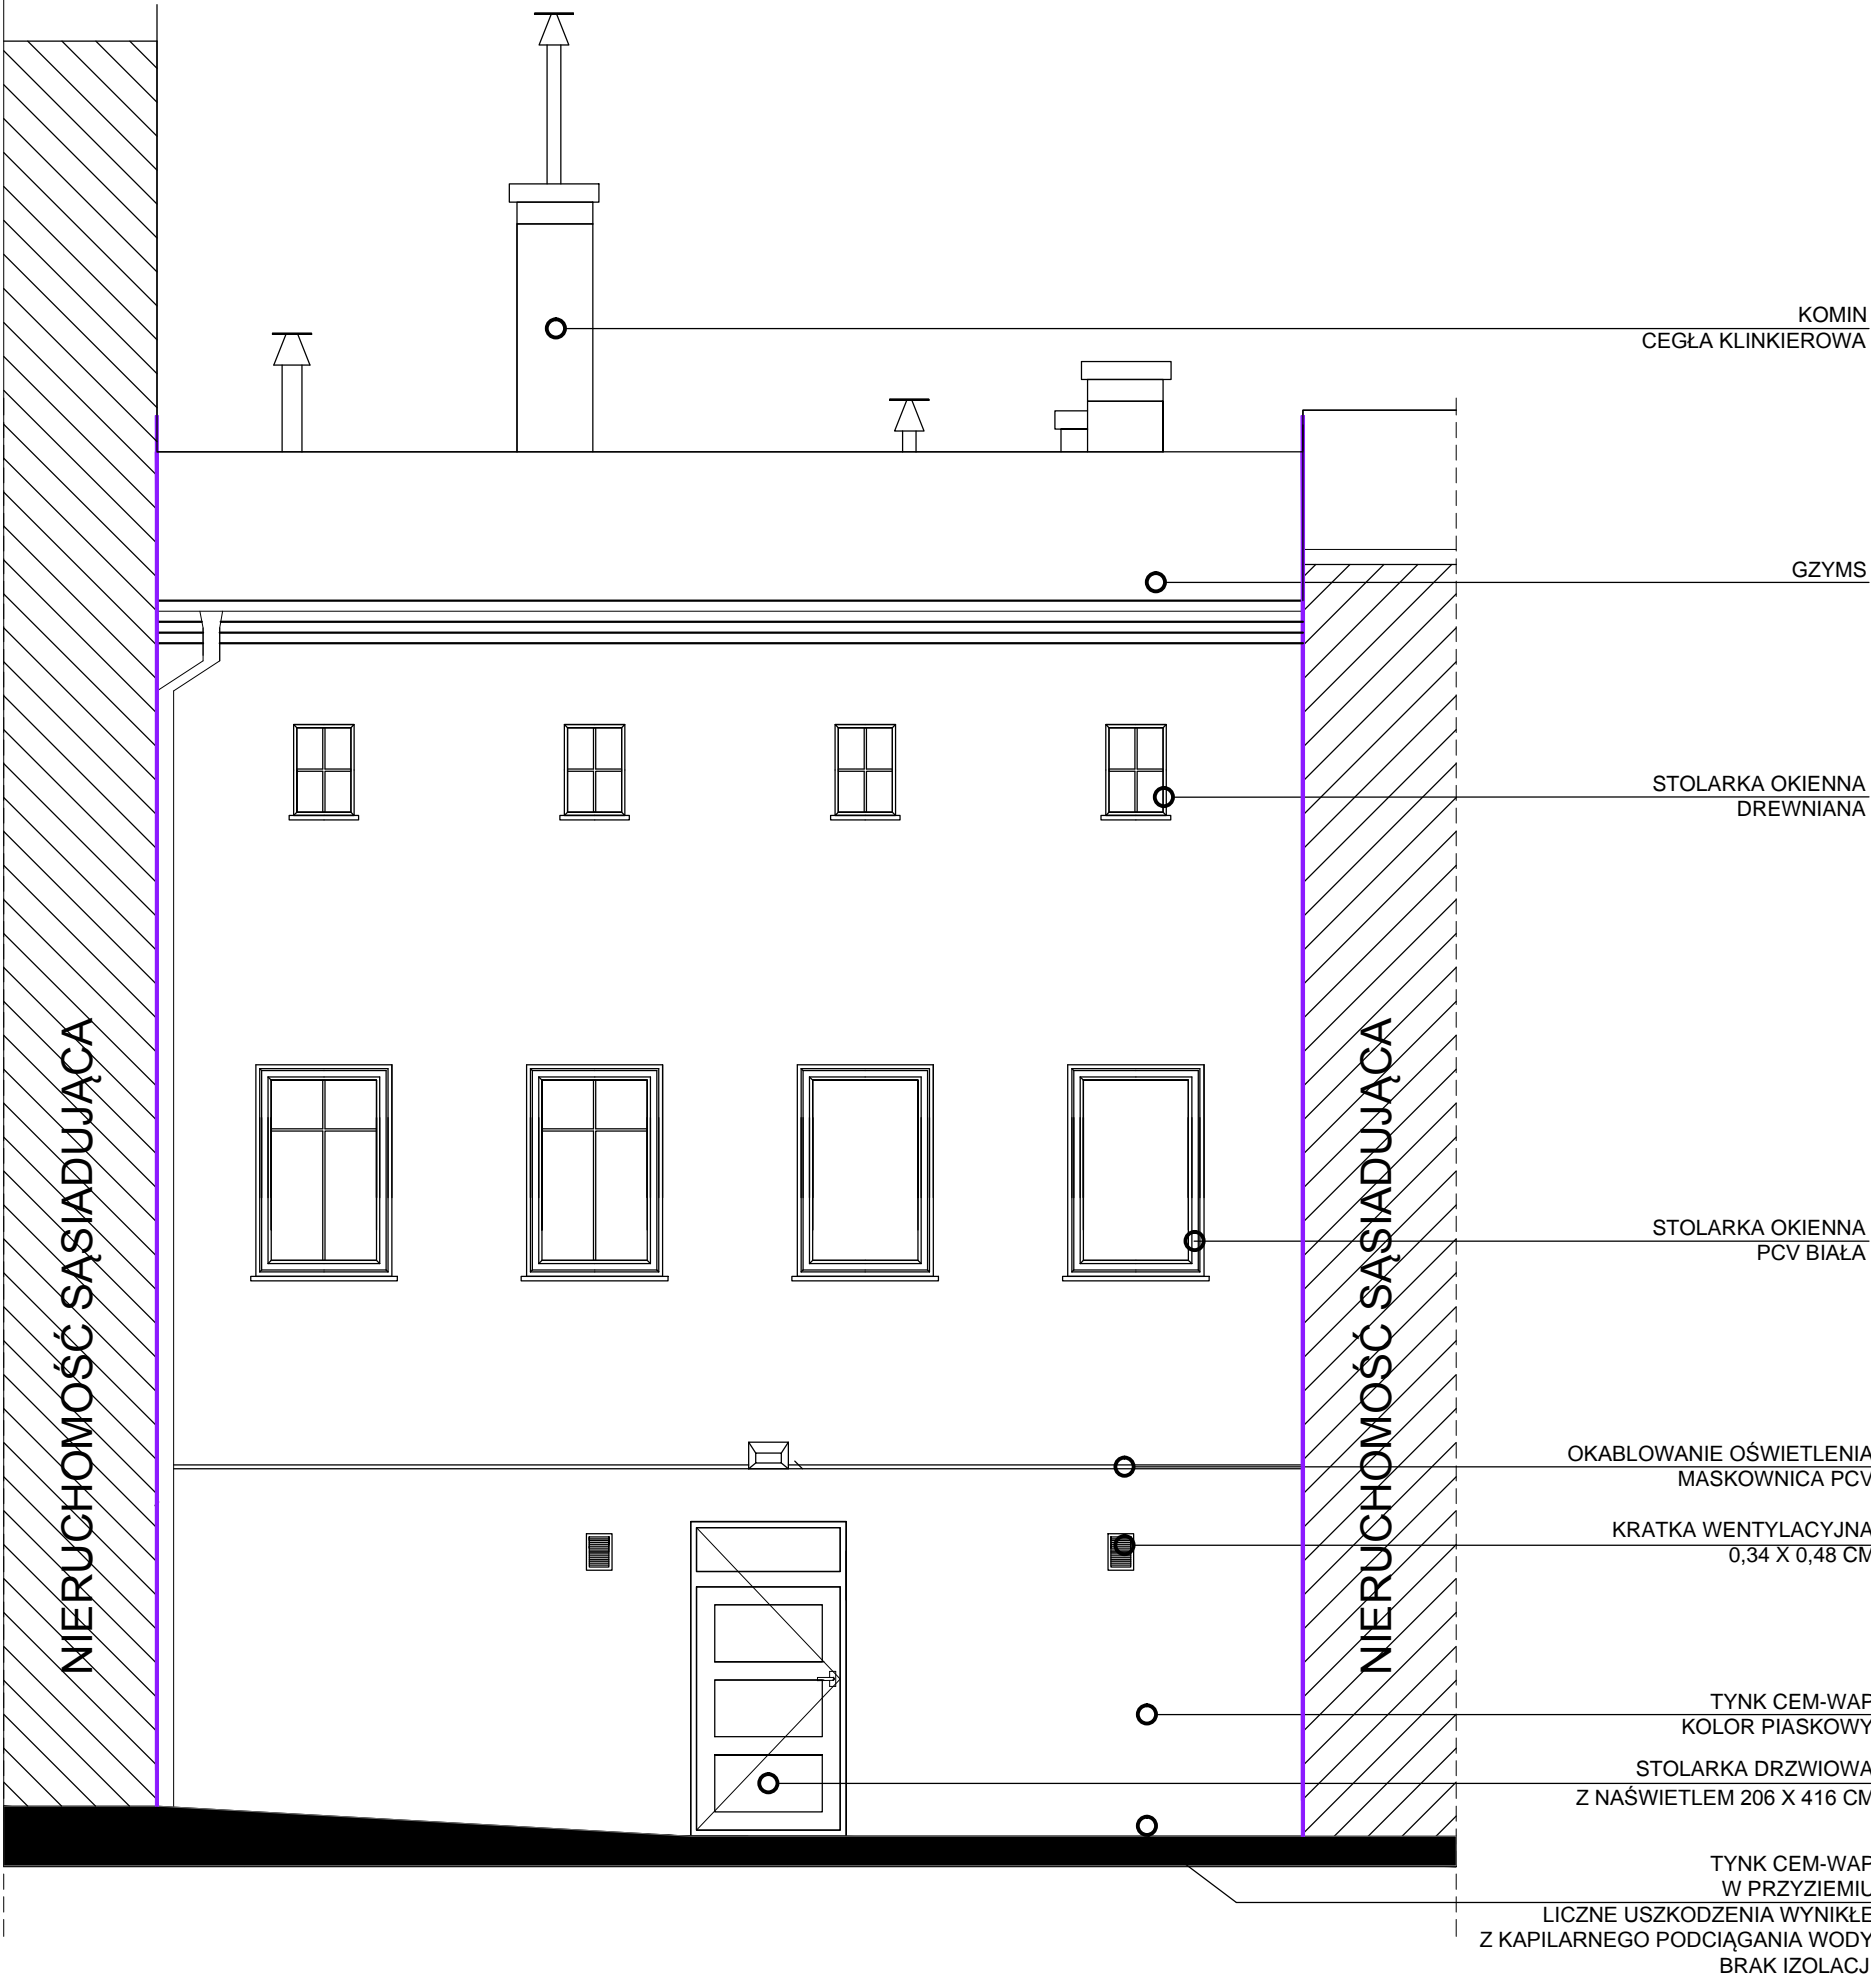 KOMIN
CEGŁA KLINKIEROWA
GZYMS
STOLARKA OKIENNA
DREWNIANA
STOLARKA OKIENNA
PCV BIAŁA
NIERUCHOMOŚĆ SĄSIADUJĄCA
NIERUCHOMOŚĆ SĄSIADUJĄCA
OKABLOWANIE OŚWIETLENIA
MASKOWNICA PCV
KRATKA WENTYLACYJNA
0,34 X 0,48 CM
TYNK CEM-WAP
KOLOR PIASKOWY
STOLARKA DRZWIOWA
Z NAŚWIETLEM 206 X 416 CM
TYNK CEM-WAP
W PRZYZIEMIU
LICZNE USZKODZENIA WYNIKŁE
Z KAPILARNEGO PODCIĄGANIA WODY
BRAK IZOLACJI